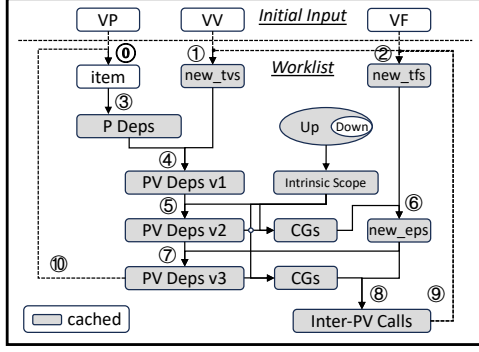 VP VV VF Initial Input
⓪ ① ②
item new_tvs Worklist new_tfs
③
P Deps Up Down
④
PV Deps v1 Intrinsic Scope
⑤ ⑥
PV Deps v2 CGs new_eps
⑦
⑩ PV Deps v3 CGs
⑧ ⑨
cached Inter-PV Calls